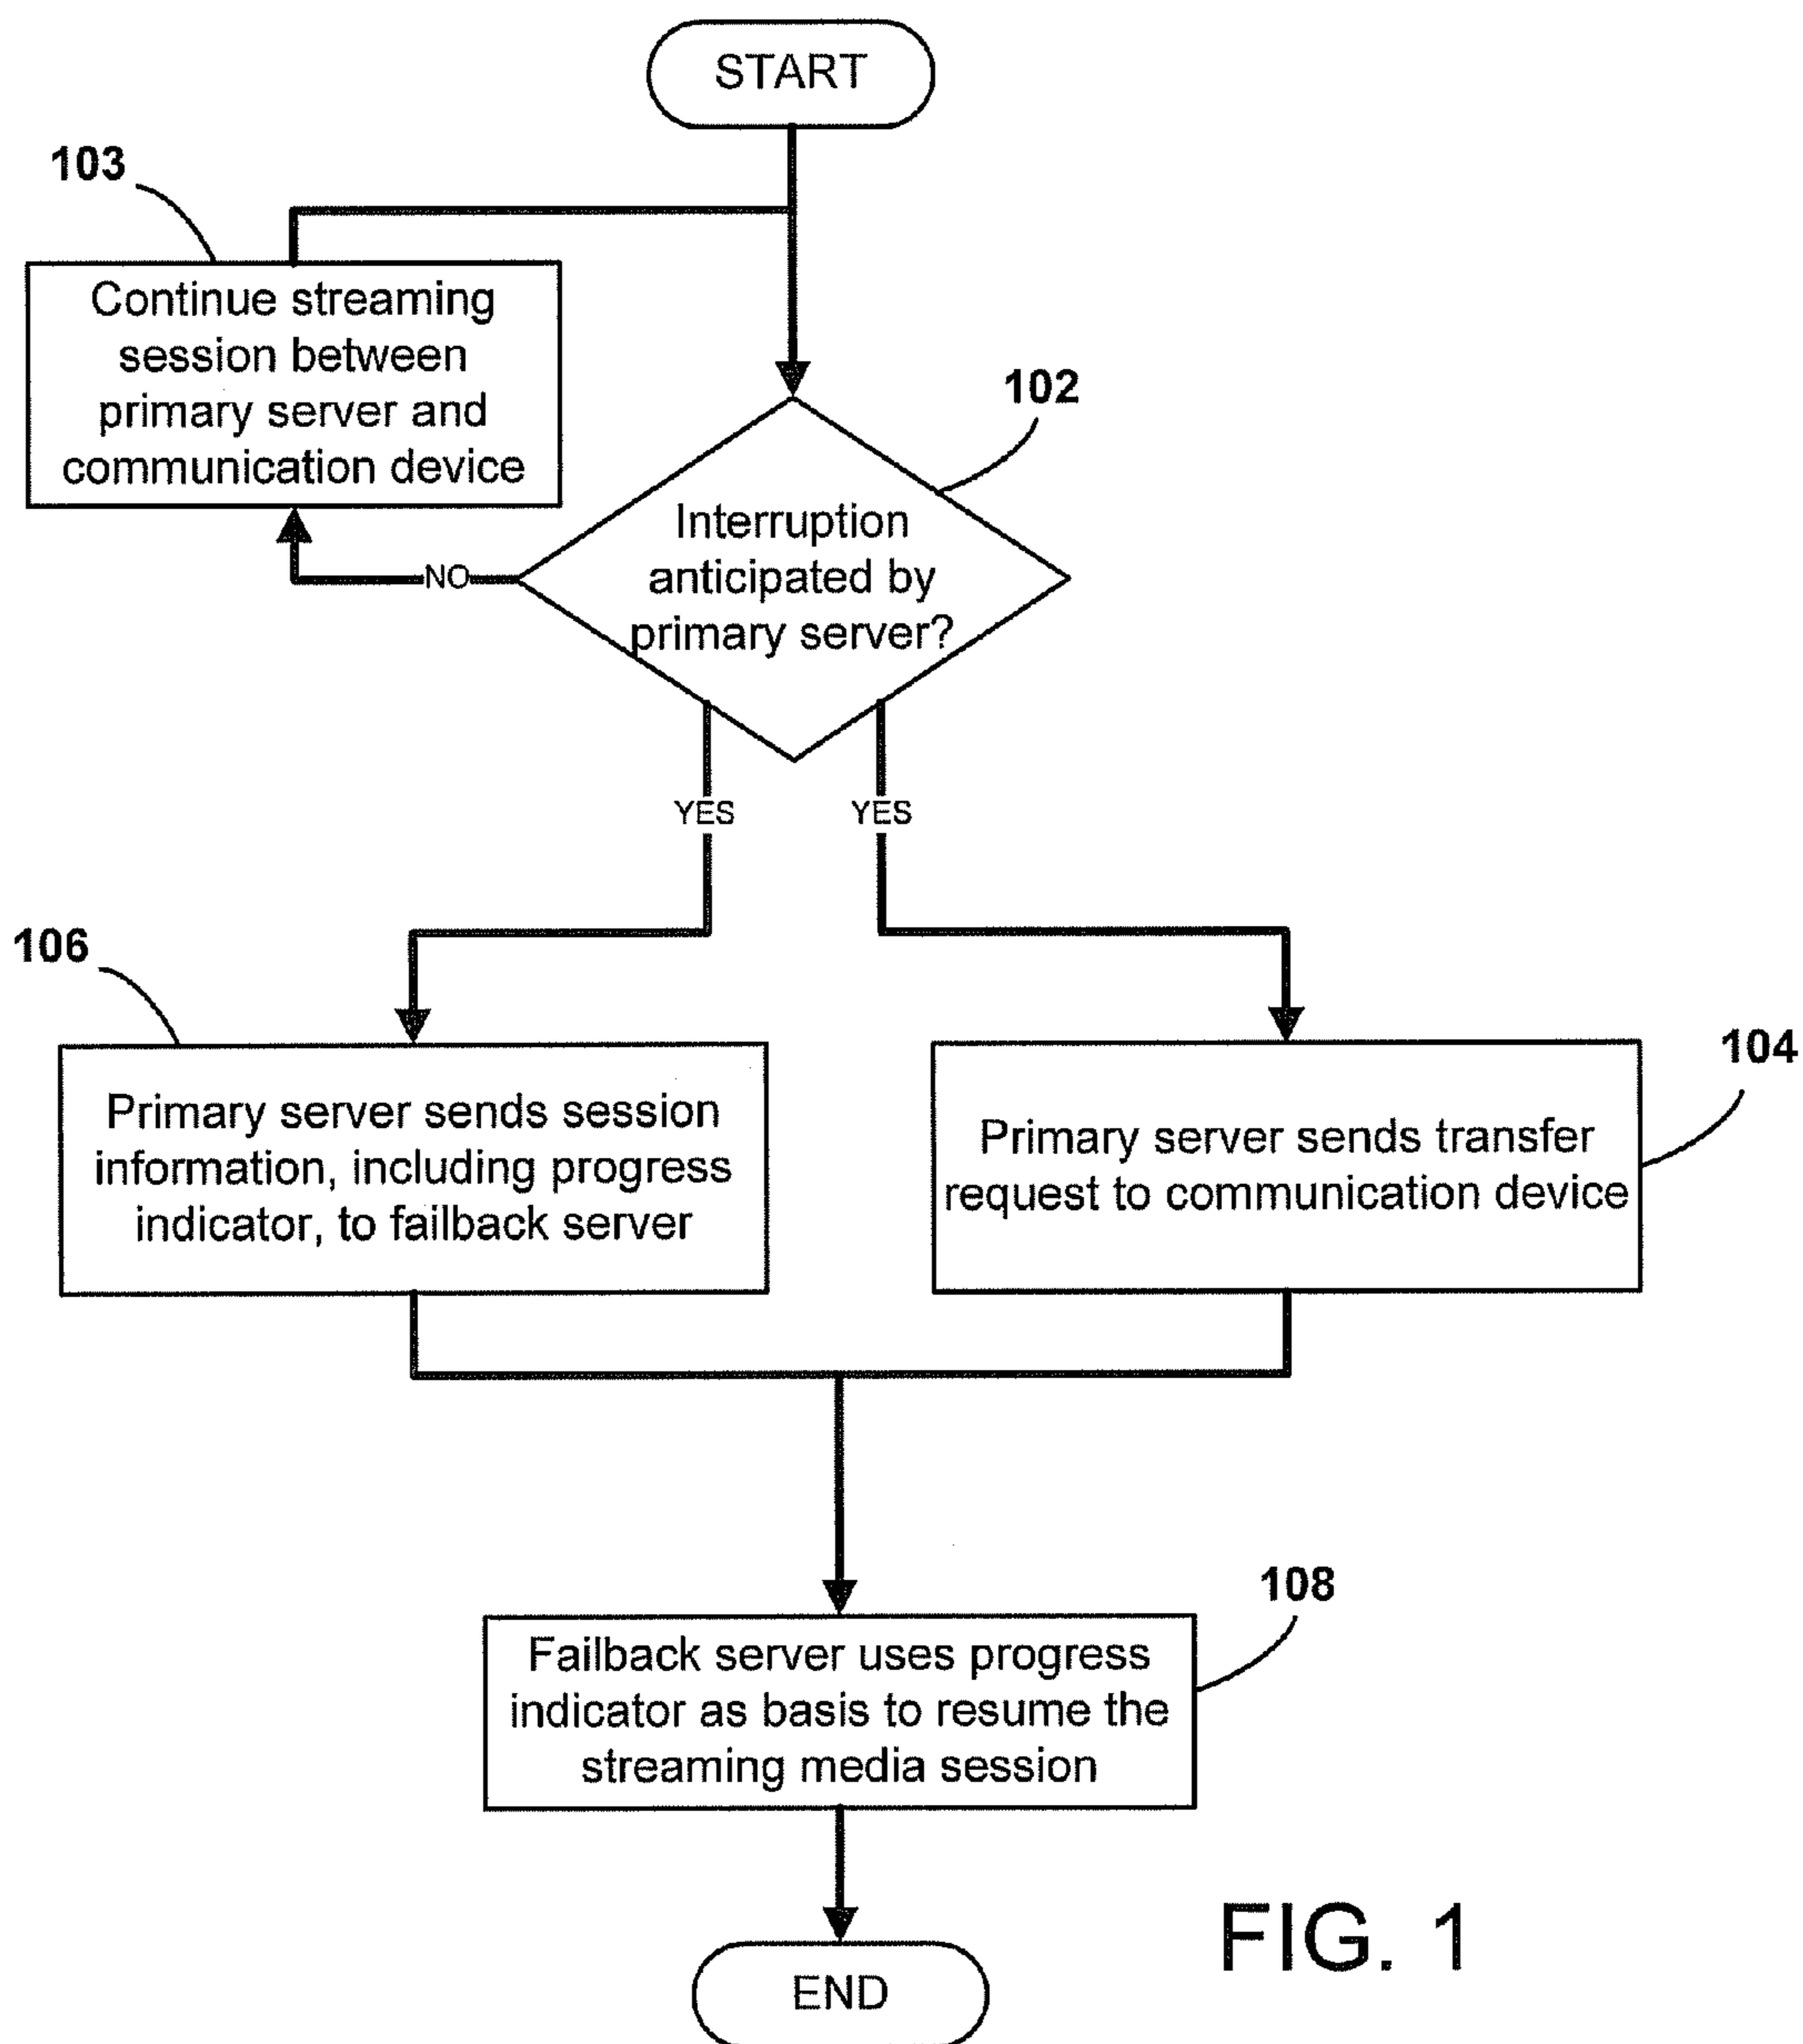 START
103
Continue streaming
session between
primary server and
communication device
102
Interruption
anticipated by
primary server?
NO
YES
YES
106
Primary server sends session
information, including progress
indicator, to failback server
104
Primary server sends transfer
request to communication device
108
Failback server uses progress
indicator as basis to resume the
streaming media session
END
FIG. 1